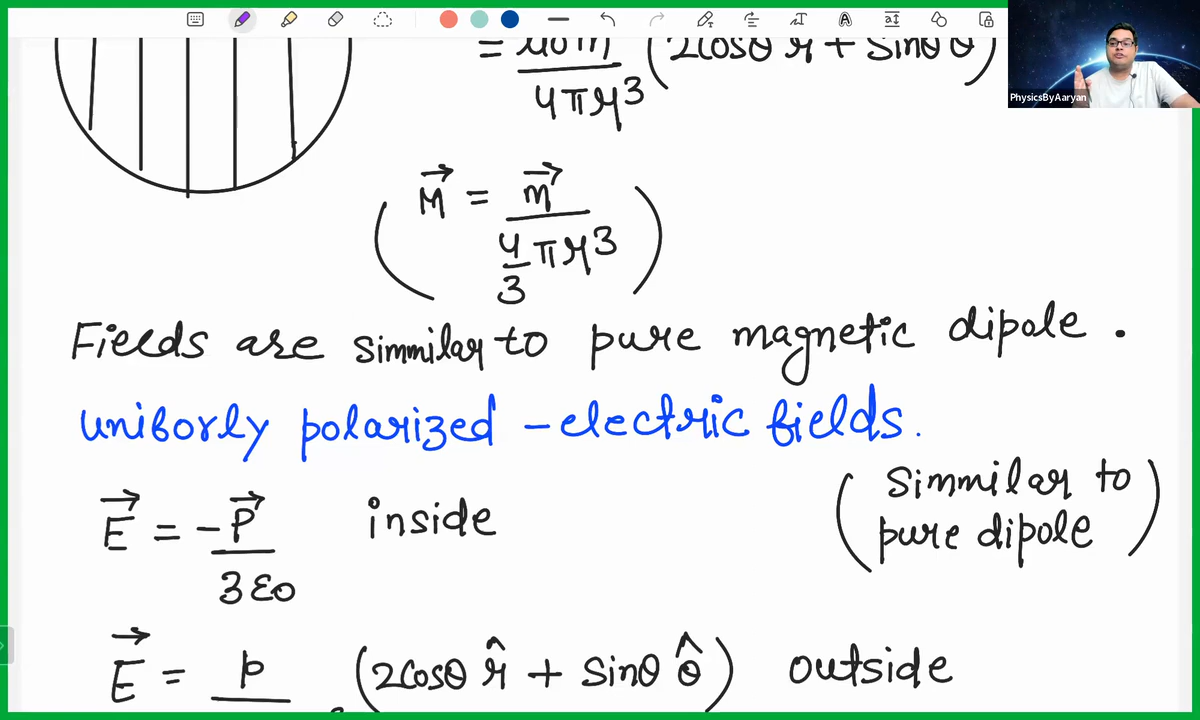 = μ0m/4πr³ (2cosθ r̂ + sinθ θ̂)
PhysicsByAaryan
(M⃗ = m⃗/(4/3 πr³))
Fields are simmilar to pure magnetic dipole.
uniborly polarized – electric fields.
E⃗ = -P⃗/3ε0 inside (simmilar to pure dipole)
E⃗ = p (2cosθ r̂ + sinθ θ̂) outside